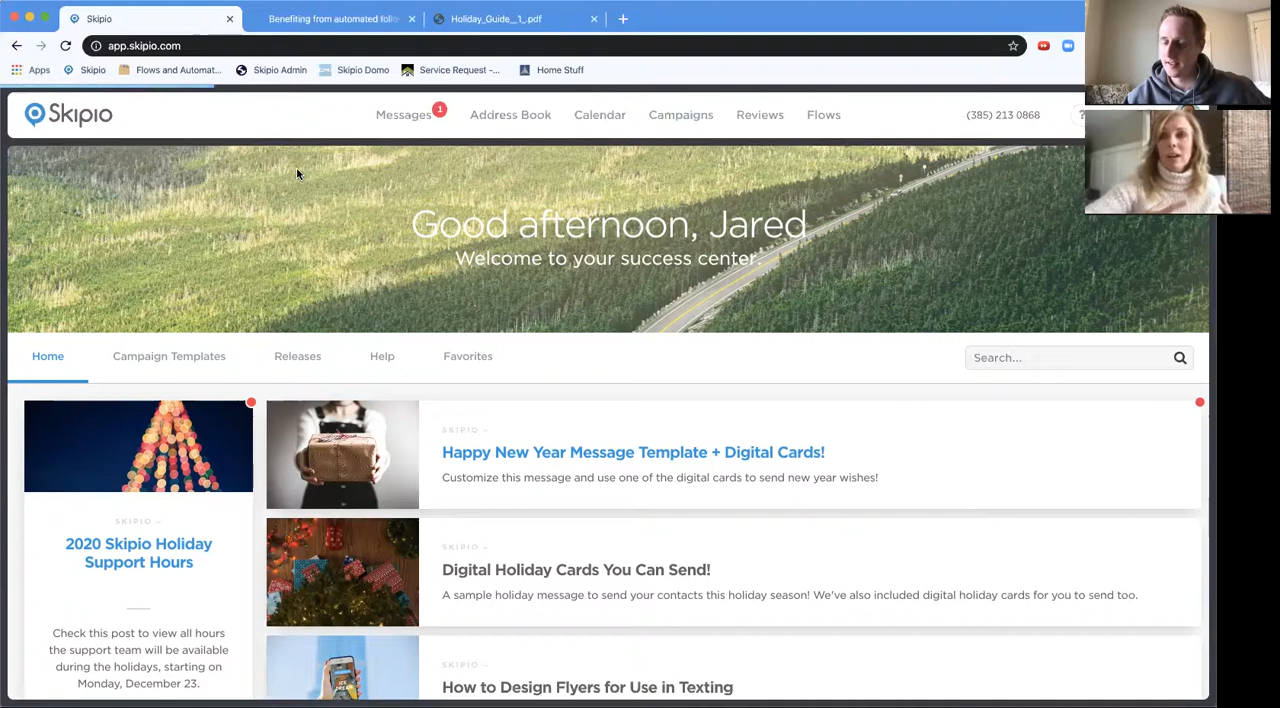 Skipio
Benefiting from automated follo
Holiday_Guide__1_.pdf
app.skipio.com
Apps
Skipio
Flows and Automat...
Skipio Admin
Skipio Domo
Service Request -...
Home Stuff
Skipio
Messages
1
Address Book
Calendar
Campaigns
Reviews
Flows
(385) 213 0868
?
Good afternoon, Jared
Welcome to your success center.
Home
Campaign Templates
Releases
Help
Favorites
Search...
SKIPIO –
2020 Skipio Holiday
Support Hours
Check this post to view all hours
the support team will be available
during the holidays, starting on
Monday, December 23.
SKIPIO –
Happy New Year Message Template + Digital Cards!
Customize this message and use one of the digital cards to send new year wishes!
SKIPIO –
Digital Holiday Cards You Can Send!
A sample holiday message to send your contacts this holiday season! We've also included digital holiday cards for you to send too.
SKIPIO –
How to Design Flyers for Use in Texting